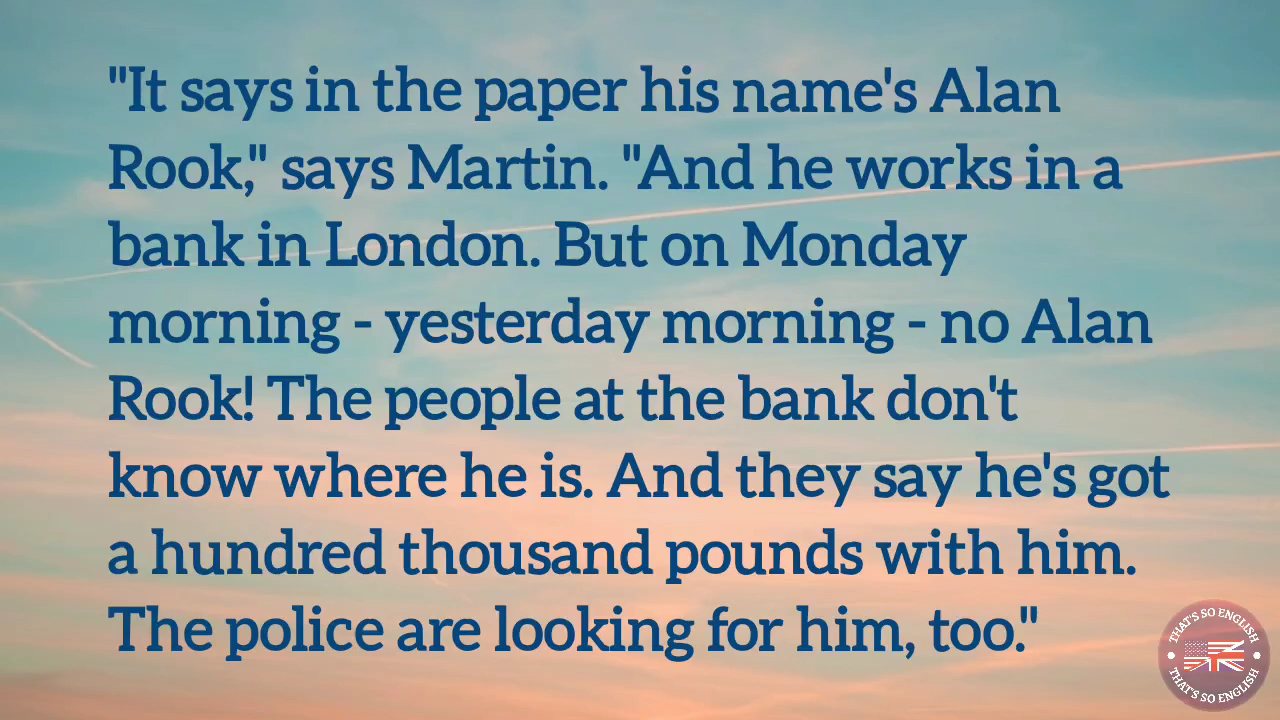 "It says in the paper his name's Alan
Rook," says Martin. "And he works in a
bank in London. But on Monday
morning - yesterday morning - no Alan
Rook! The people at the bank don't
know where he is. And they say he's got
a hundred thousand pounds with him.
The police are looking for him, too."
THAT'S SO ENGLISH
THAT'S SO ENGLISH